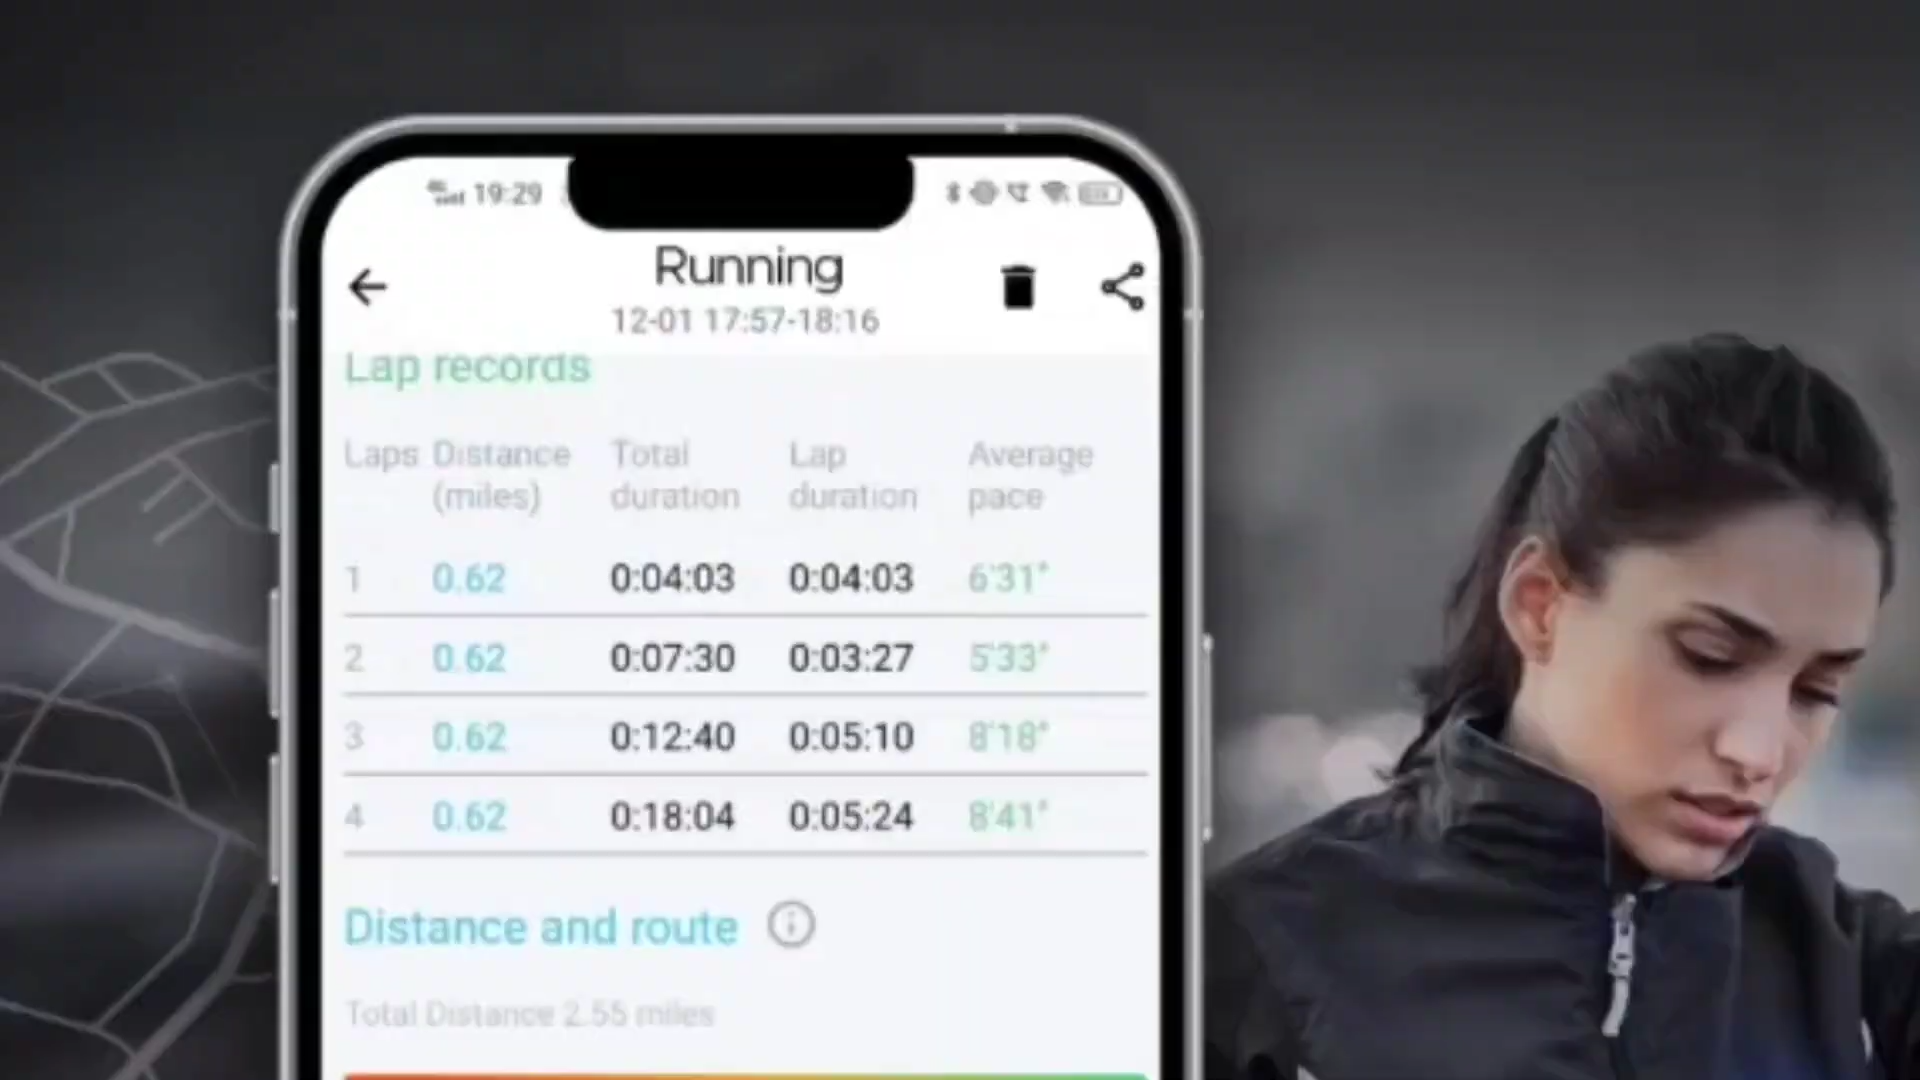 19:29
Running
12-01 17:57-18:16
Lap records
Laps Distance (miles) Total duration Lap duration Average pace
1 0.62 0:04:03 0:04:03 6'31"
2 0.62 0:07:30 0:03:27 5'33"
3 0.62 0:12:40 0:05:10 8'18"
4 0.62 0:18:04 0:05:24 8'41"
Distance and route
Total Distance 2.55 miles